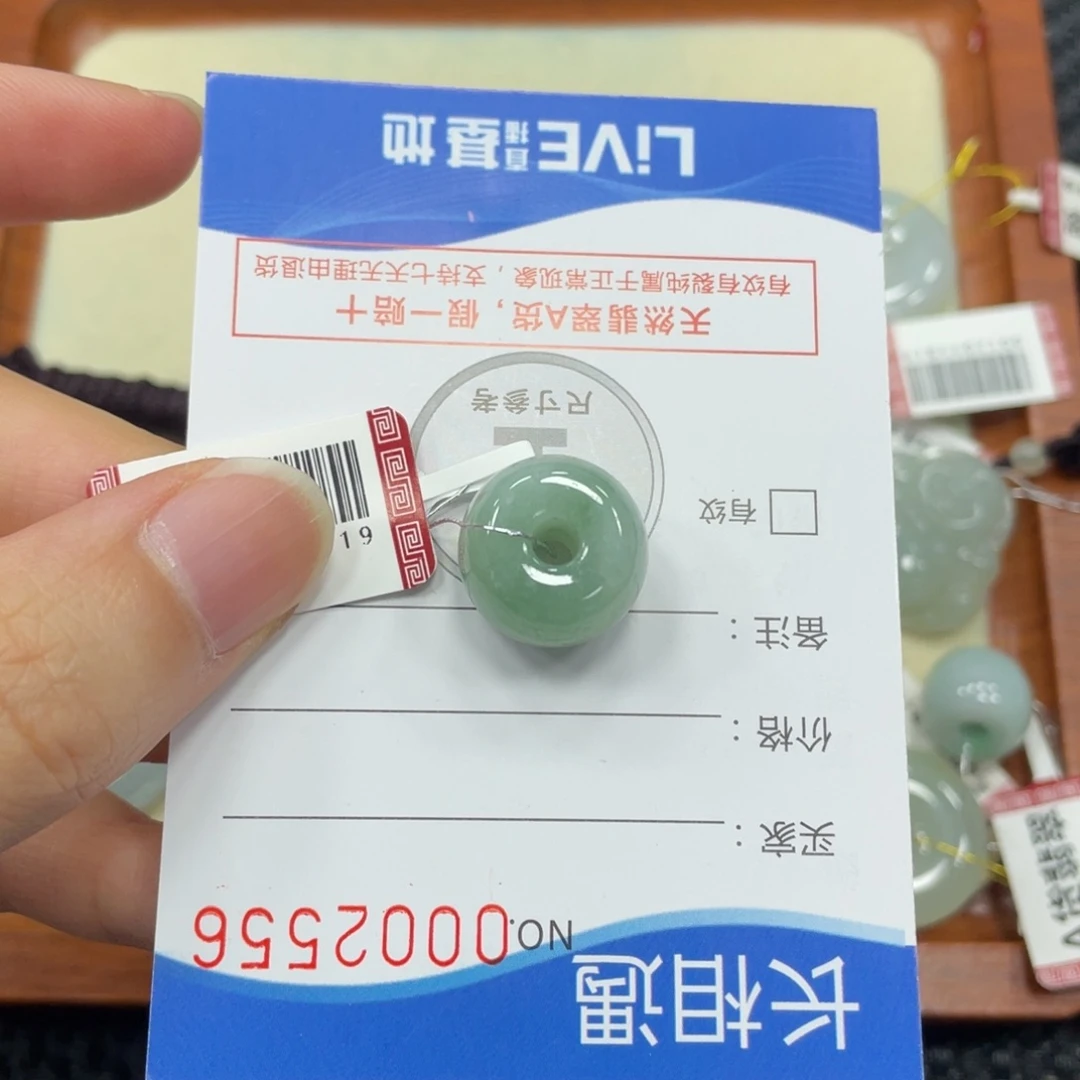 长相遇
NO.0002556
买家：
价格：
备注：
有纹
尺寸参考
天然翡翠A货，假一赔十
有纹有裂纯属于正常现象，支持七天无理由退货
LiVE直播基地
19